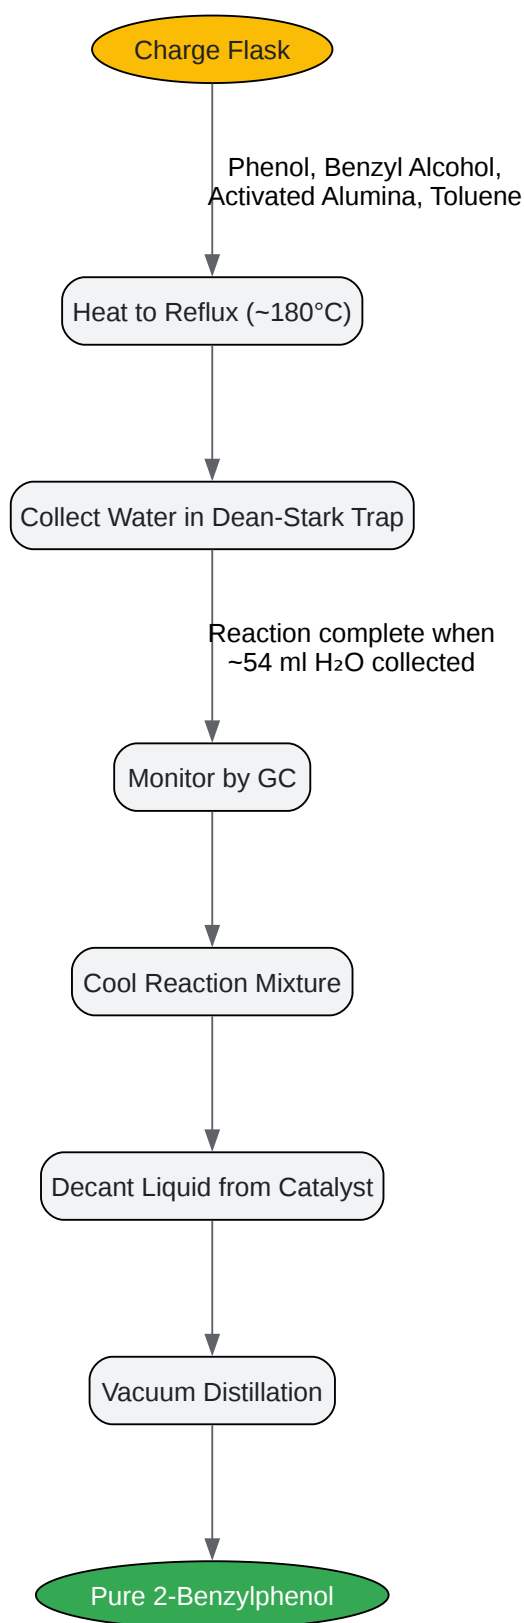 Charge Flask
Phenol, Benzyl Alcohol,
Activated Alumina, Toluene
Heat to Reflux (~180°C)
Collect Water in Dean-Stark Trap
Reaction complete when
~54 ml H₂O collected
Monitor by GC
Cool Reaction Mixture
Decant Liquid from Catalyst
Vacuum Distillation
Pure 2-Benzylphenol